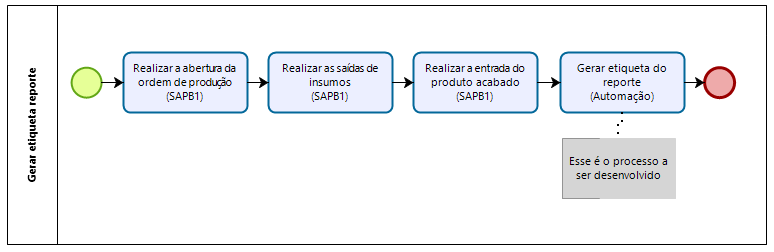 Gerar etiqueta reporte
Realizar a abertura da
ordem de produção
(SAPB1)
Realizar as saídas de
insumos
(SAPB1)
Realizar a entrada do
produto acabado
(SAPB1)
Gerar etiqueta do
reporte
(Automação)
Esse é o processo a
ser desenvolvido